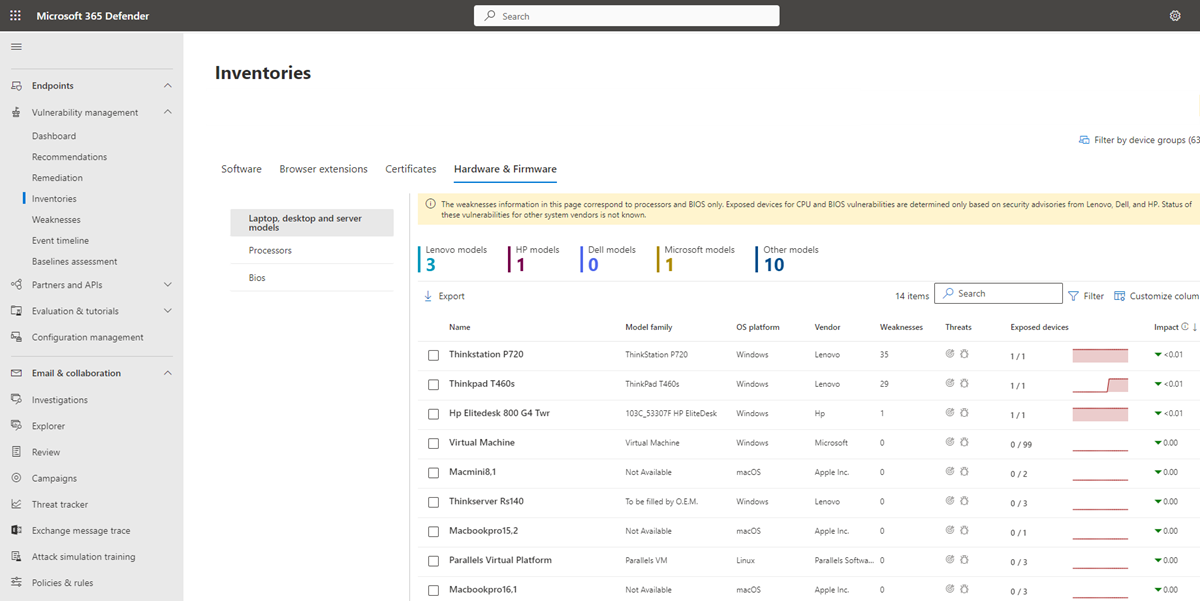 Microsoft 365 Defender
Search
Endpoints
Vulnerability management
Dashboard
Recommendations
Remediation
Inventories
Weaknesses
Event timeline
Baselines assessment
Partners and APIs
Evaluation & tutorials
Configuration management
Email & collaboration
Investigations
Explorer
Review
Campaigns
Threat tracker
Exchange message trace
Attack simulation training
Policies & rules
Inventories
Filter by device groups (63
Software Browser extensions Certificates Hardware & Firmware
Laptop, desktop and server
models
Processors
Bios
The weaknesses information in this page correspond to processors and BIOS only. Exposed devices for CPU and BIOS vulnerabilities are determined only based on security advisories from Lenovo, Dell, and HP. Status of
these vulnerabilities for other system vendors is not known.
Lenovo models HP models Dell models Microsoft models Other models
3 1 0 1 10
Export 14 items Search Filter Customize colum
Name Model family OS platform Vendor Weaknesses Threats Exposed devices Impact
Thinkstation P720 ThinkStation P720 Windows Lenovo 35 1 / 1 <0.01
Thinkpad T460s ThinkPad T460s Windows Lenovo 29 1 / 1 <0.01
Hp Elitedesk 800 G4 Twr 103C_53307F HP EliteDesk Windows Hp 1 1 / 1 <0.01
Virtual Machine Virtual Machine Windows Microsoft 0 0 / 99 0.00
Macmini8,1 Not Available macOS Apple Inc. 0 0 / 2 0.00
Thinkserver Rs140 To be filled by O.E.M. Windows Lenovo 0 0 / 3 0.00
Macbookpro15,2 Not Available macOS Apple Inc. 0 0 / 1 0.00
Parallels Virtual Platform Parallels VM Linux Parallels Softwa... 0 0 / 3 0.00
Macbookpro16,1 Not Available macOS Apple Inc. 0 0 / 3 0.00